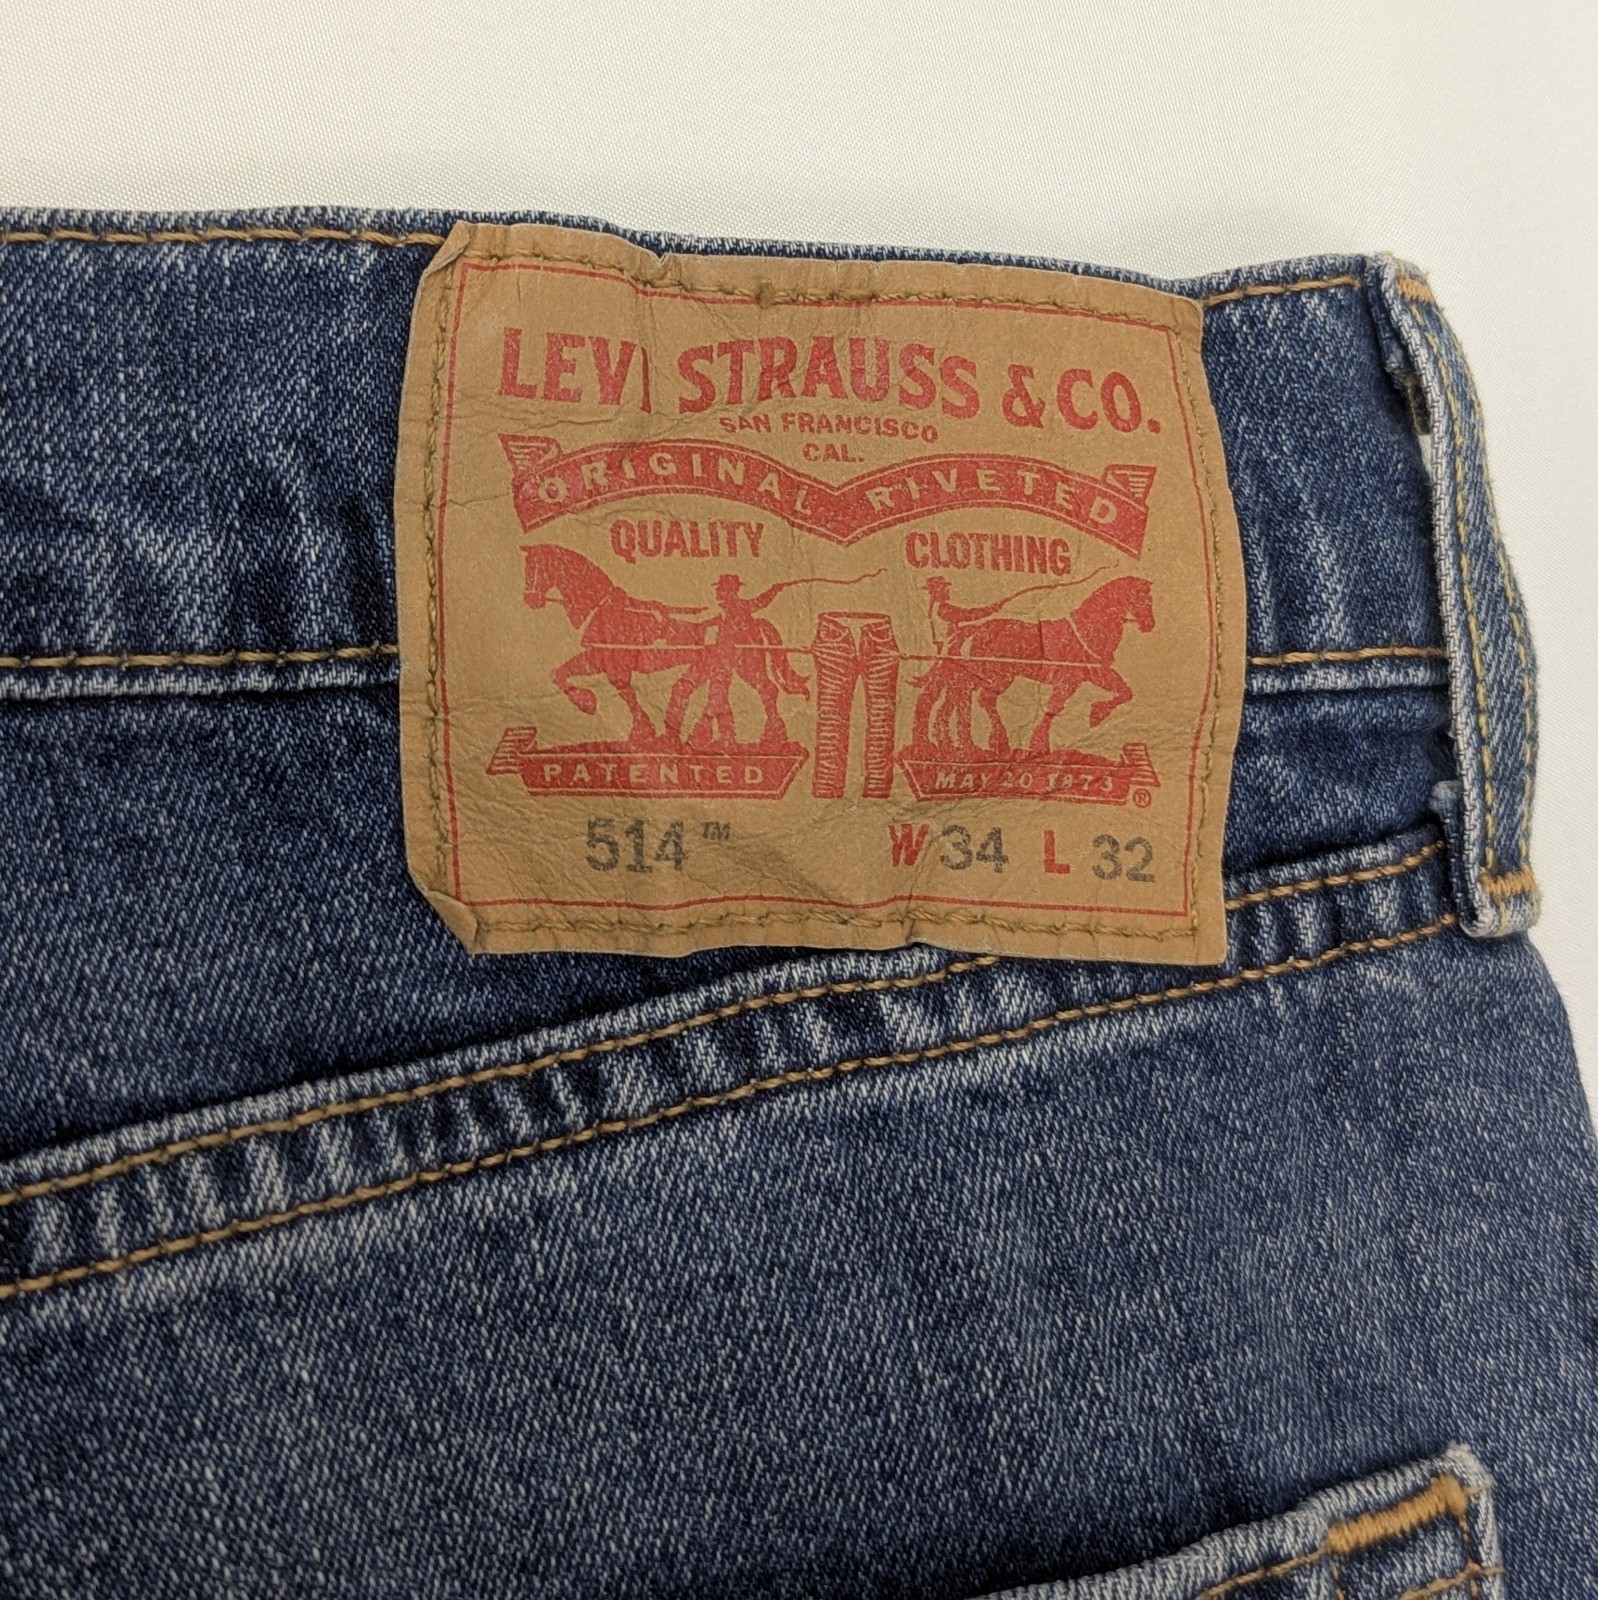 LEVI STRAUSS & CO.
SAN FRANCISCO
CAL.
ORIGINAL RIVETED
QUALITY CLOTHING
PATENTED MAY 20 1873 ®
514™ W 34 L 32